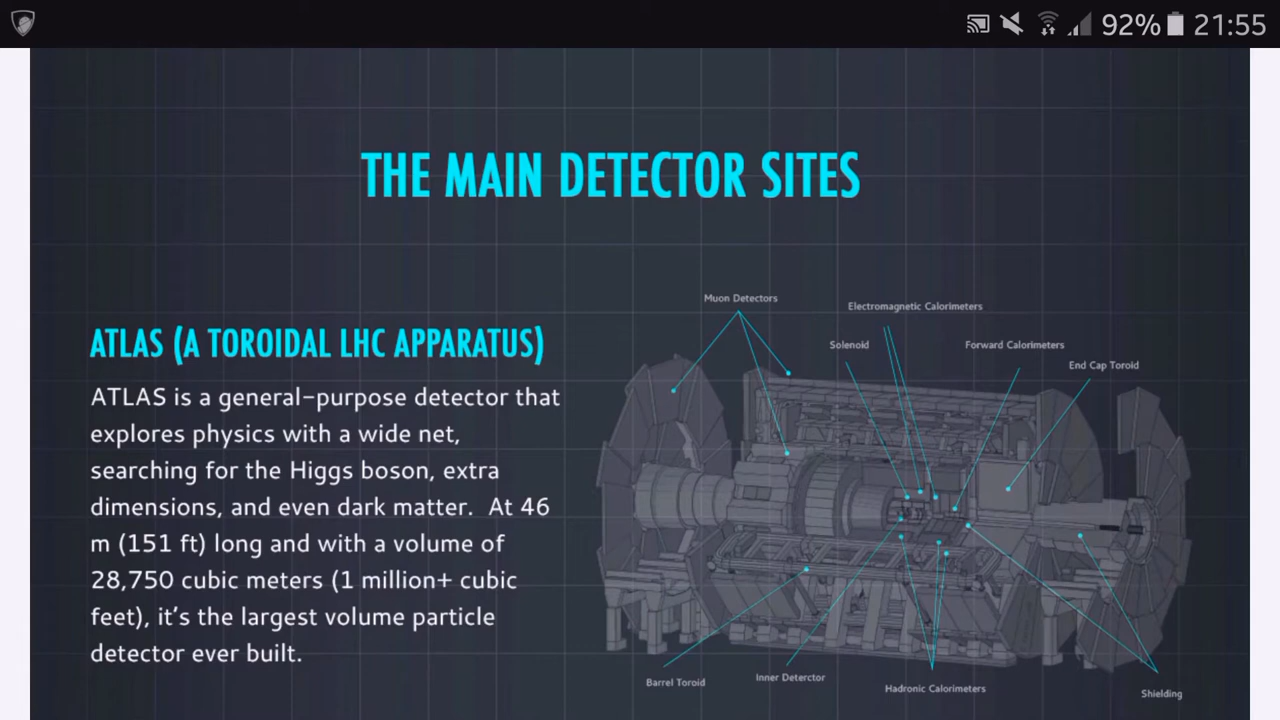 92% 21:55
THE MAIN DETECTOR SITES
ATLAS (A TOROIDAL LHC APPARATUS)
ATLAS is a general-purpose detector that
explores physics with a wide net,
searching for the Higgs boson, extra
dimensions, and even dark matter. At 46
m (151 ft) long and with a volume of
28,750 cubic meters (1 million+ cubic
feet), it's the largest volume particle
detector ever built.
Muon Detectors
Electromagnetic Calorimeters
Solenoid
Forward Calorimeters
End Cap Toroid
Barrel Toroid
Inner Deterctor
Hadronic Calorimeters
Shielding